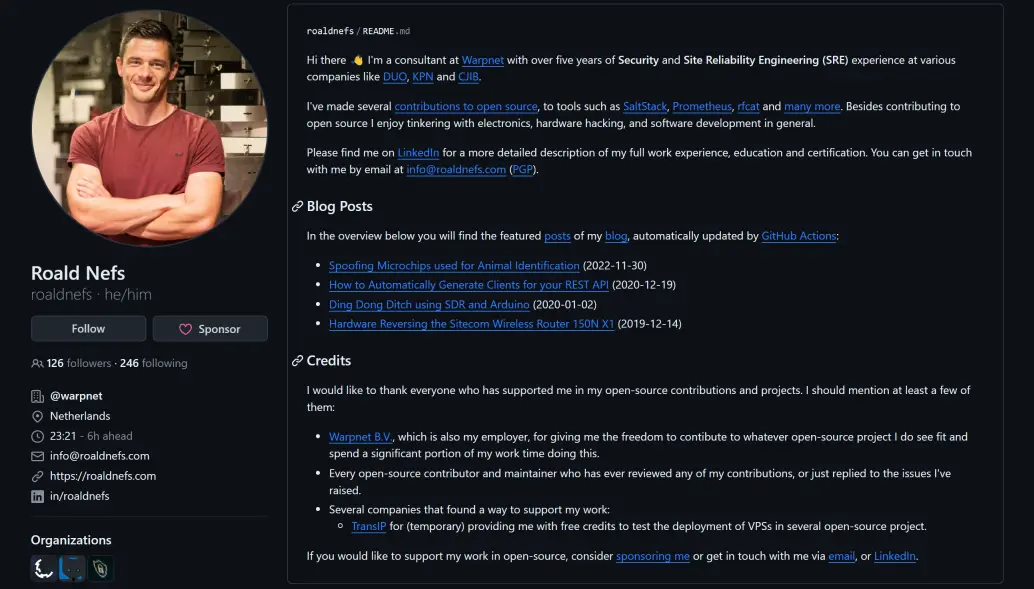 roaldnefs / README.md
Hi there 👋 I'm a consultant at Warpnet with over five years of Security and Site Reliability Engineering (SRE) experience at various
companies like DUO, KPN and CJIB.
I've made several contributions to open source, to tools such as SaltStack, Prometheus, rfcat and many more. Besides contributing to
open source I enjoy tinkering with electronics, hardware hacking, and software development in general.
Please find me on LinkedIn for a more detailed description of my full work experience, education and certification. You can get in touch
with me by email at info@roaldnefs.com (PGP).
Blog Posts
In the overview below you will find the featured posts of my blog, automatically updated by GitHub Actions:
• Spoofing Microchips used for Animal Identification (2022-11-30)
• How to Automatically Generate Clients for your REST API (2020-12-19)
• Ding Dong Ditch using SDR and Arduino (2020-01-02)
• Hardware Reversing the Sitecom Wireless Router 150N X1 (2019-12-14)
Credits
I would like to thank everyone who has supported me in my open-source contributions and projects. I should mention at least a few of
them:
• Warpnet B.V., which is also my employer, for giving me the freedom to contibute to whatever open-source project I do see fit and
spend a significant portion of my work time doing this.
• Every open-source contributor and maintainer who has ever reviewed any of my contributions, or just replied to the issues I've
raised.
• Several companies that found a way to support my work:
◦ TransIP for (temporary) providing me with free credits to test the deployment of VPSs in several open-source project.
If you would like to support my work in open-source, consider sponsoring me or get in touch with me via email, or LinkedIn.
Roald Nefs
roaldnefs · he/him
Follow
Sponsor
126 followers · 246 following
@warpnet
Netherlands
23:21 - 6h ahead
info@roaldnefs.com
https://roaldnefs.com
in/roaldnefs
Organizations